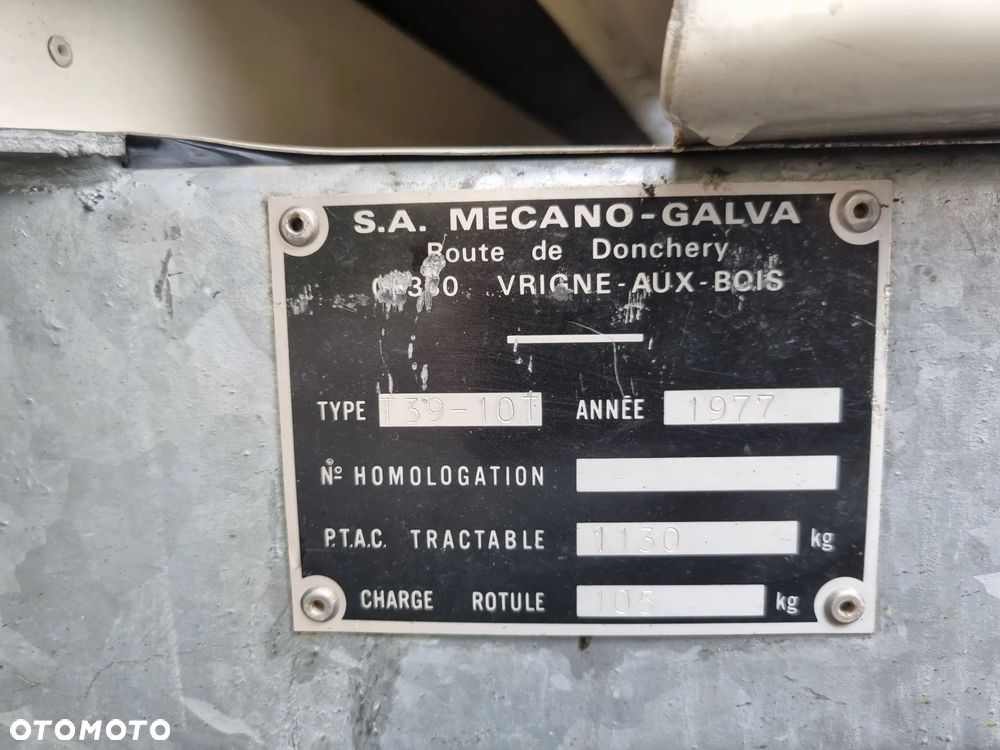 S.A. MECANO-GALVA
Route de Donchery
VRIGNE-AUX-BOIS
TYPE T39-10T ANNÉE 1977
Nº HOMOLOGATION
P.T.A.C. TRACTABLE 1130 kg
CHARGE ROTULE 105 kg
OTOMOTO